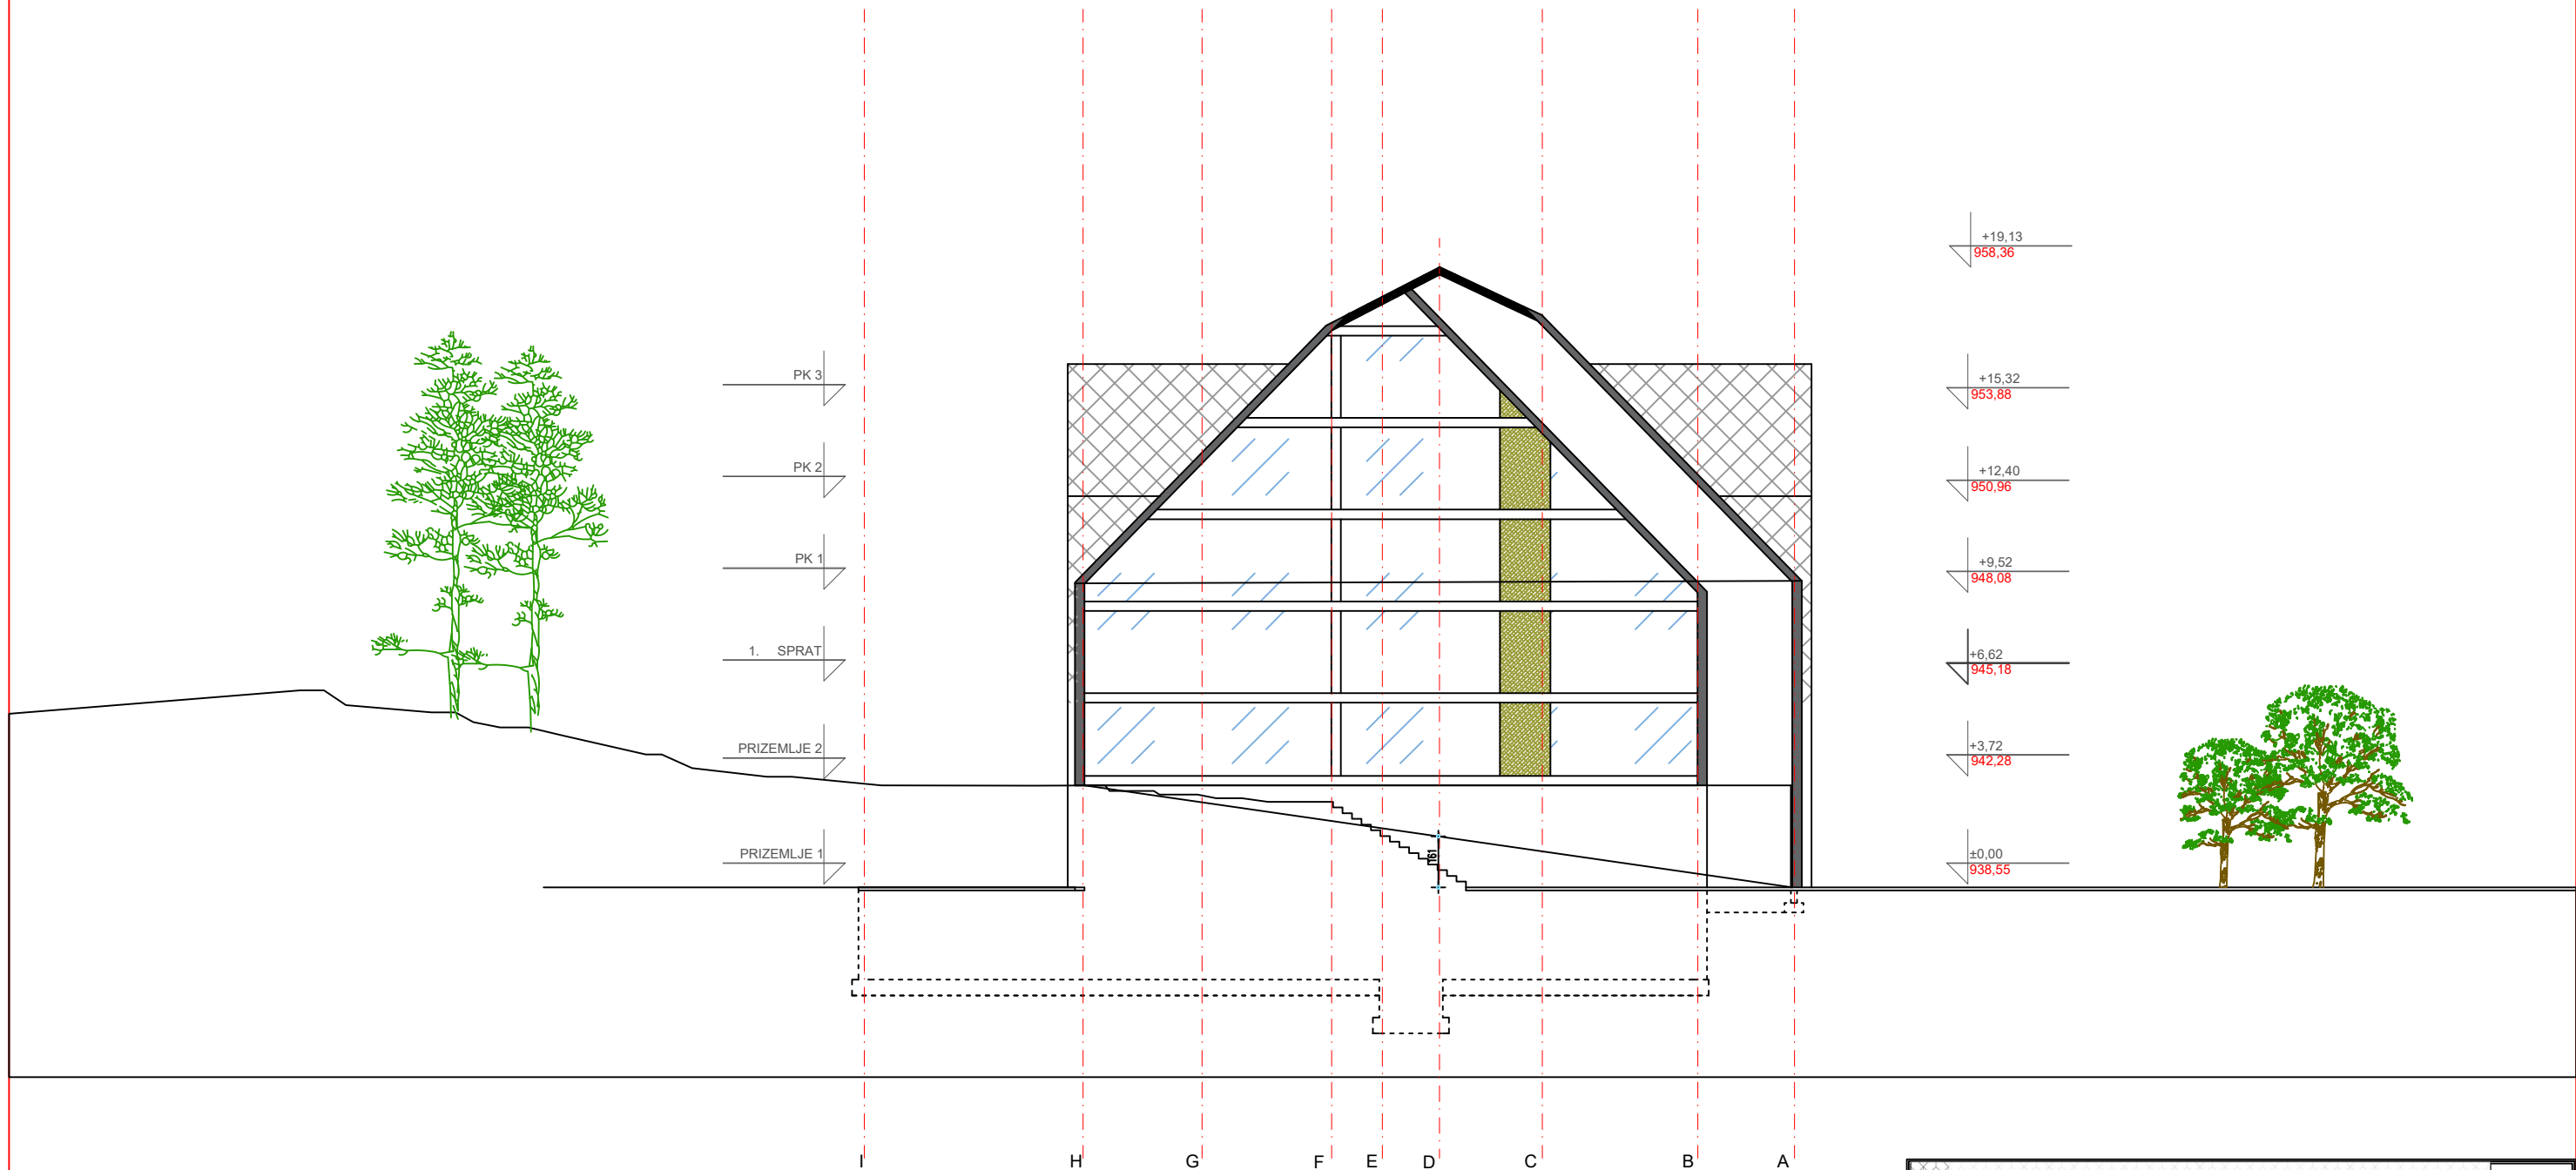 +19,13
958,36
PK 3
+15,32
953,88
PK 2
+12,40
950,96
PK 1
+9,52
948,08
1. SPRAT
+6,62
945,18
PRIZEMLJE 2
+3,72
942,28
PRIZEMLJE 1
±0,00
938,55
161
I H G F E D C B A